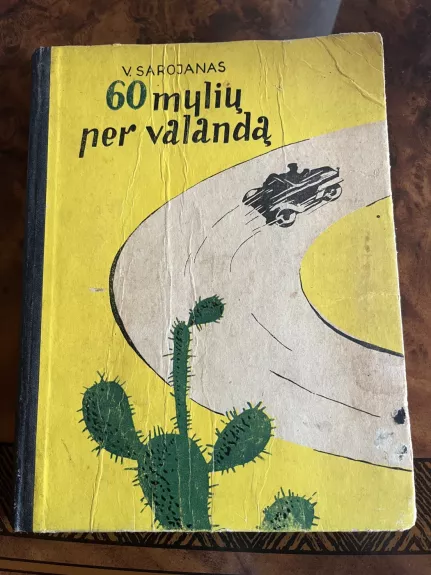 V. SAROJANAS
60 mylių
per valandą